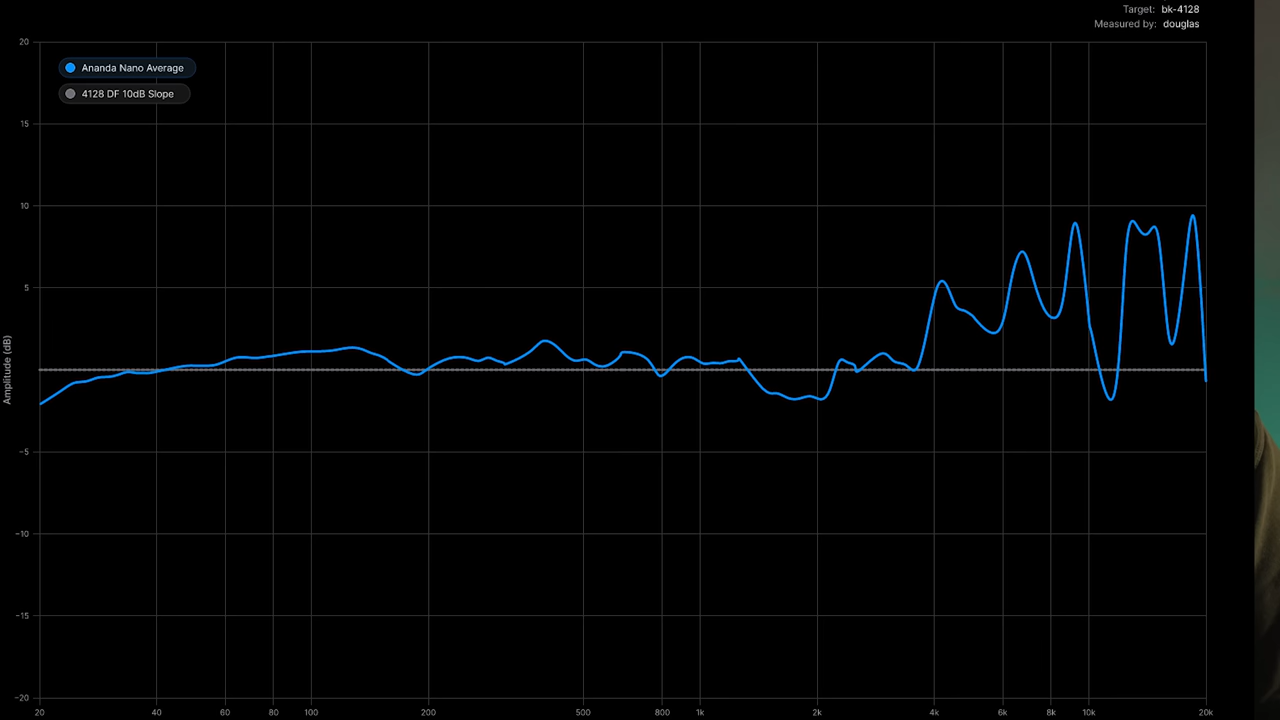 Target: bk-4128
Measured by: douglas
Ananda Nano Average
4128 DF 10dB Slope
Amplitude (dB)
20
15
10
5
-5
-10
-15
-20
20 40 60 80 100 200 500 800 1k 2k 4k 6k 8k 10k 20k